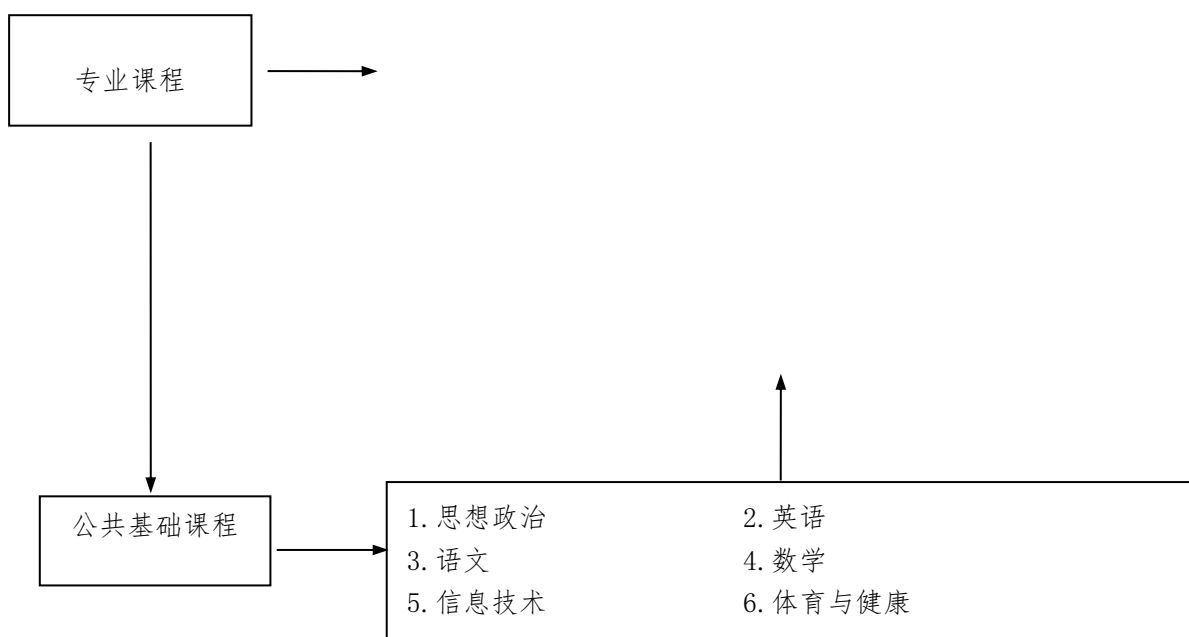 专业课程
公共基础课程
1.思想政治 2.英语
3.语文 4.数学
5.信息技术 6.体育与健康